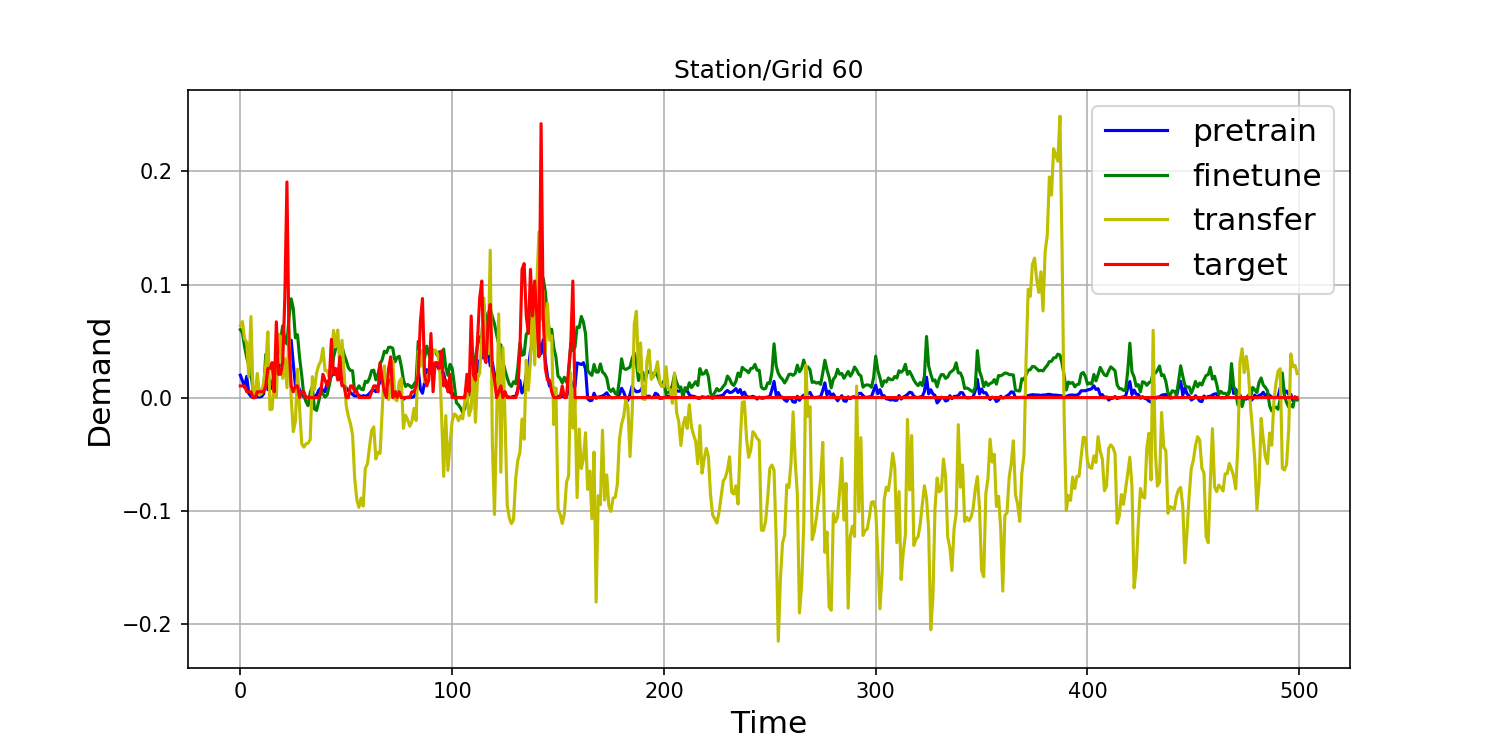 Station/Grid 60
Demand
0.2
0.1
0.0
−0.1
−0.2
pretrain
finetune
transfer
target
0 100 200 300 400 500
Time